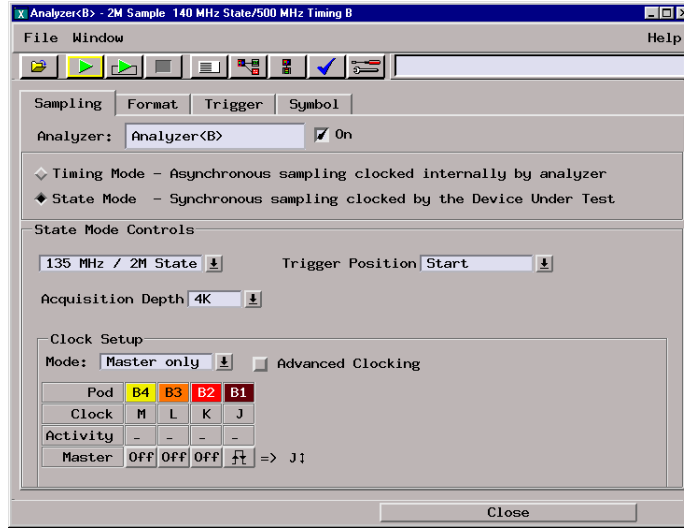 Analyzer<B> - 2M Sample 140 MHz State/500 MHz Timing B
File Window Help
Sampling Format Trigger Symbol
Analyzer: Analyzer<B> On
Timing Mode - Asynchronous sampling clocked internally by analyzer
State Mode - Synchronous sampling clocked by the Device Under Test
State Mode Controls
135 MHz / 2M State Trigger Position Start
Acquisition Depth 4K
Clock Setup
Mode: Master only Advanced Clocking
Pod B4 B3 B2 B1
Clock M L K J
Activity - - - -
Master Off Off Off => J↕
Close